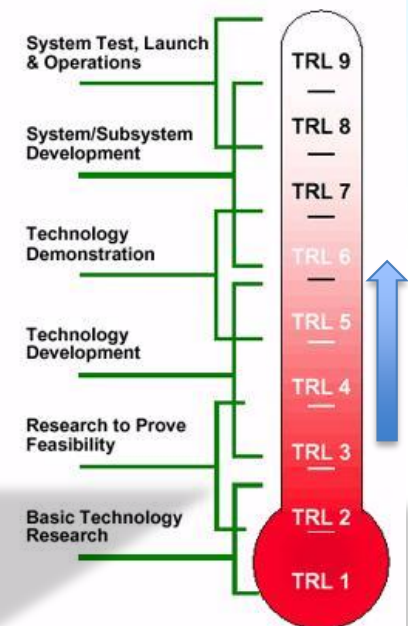 System Test, Launch
& Operations
System/Subsystem
Development
Technology
Demonstration
Technology
Development
Research to Prove
Feasibility
Basic Technology
Research
TRL 9
TRL 8
TRL 7
TRL 6
TRL 5
TRL 4
TRL 3
TRL 2
TRL 1